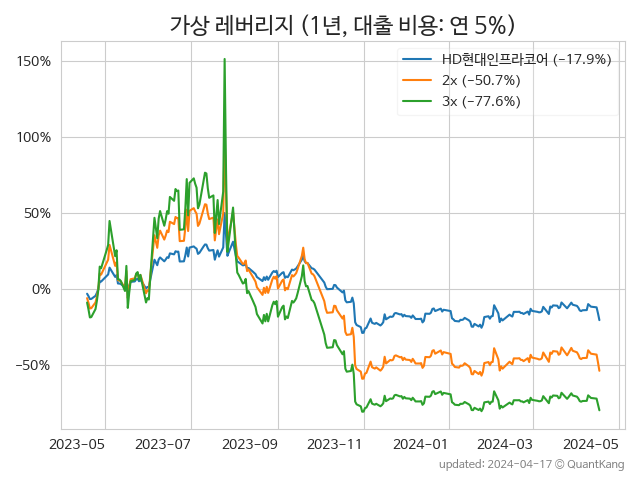 가상 레버리지 (1년, 대출 비용: 연 5%)
HD현대인프라코어 (−17.9%)
2x (−50.7%)
3x (−77.6%)
150%
100%
50%
0%
−50%
2023-05 2023-07 2023-09 2023-11 2024-01 2024-03 2024-05
updated: 2024-04-17 © QuantKang